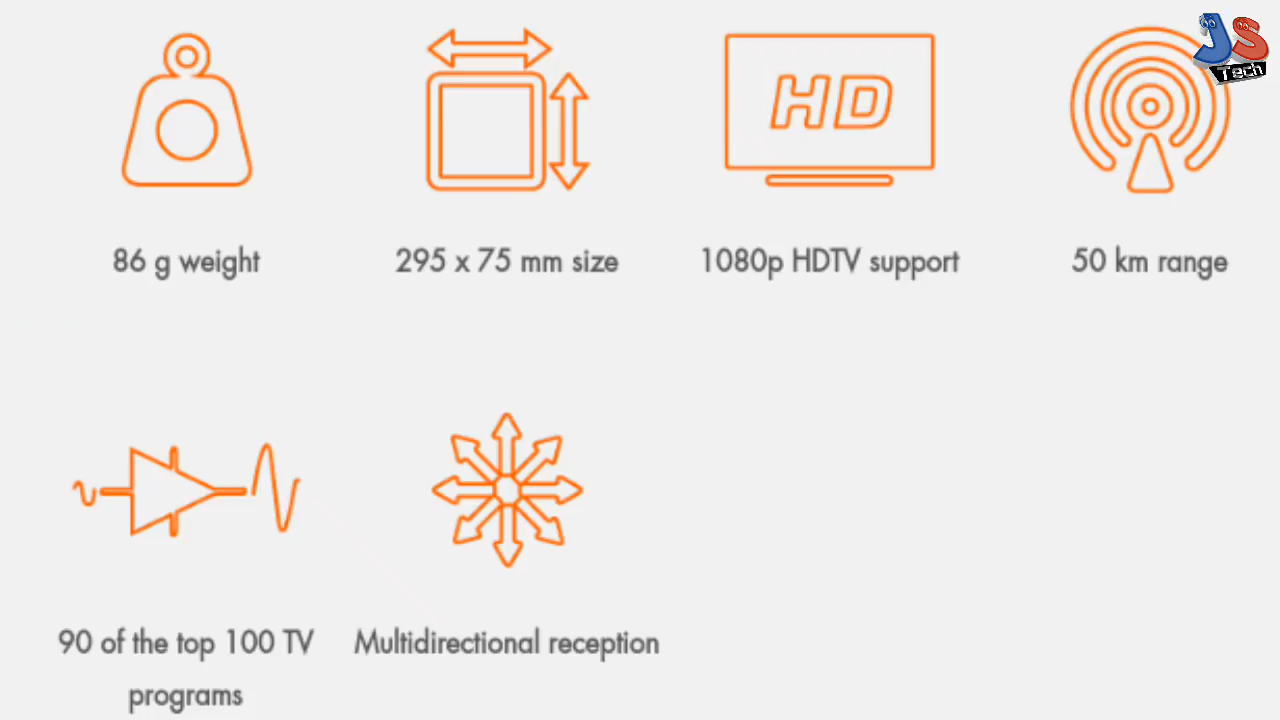 JS
Tech
HD
86 g weight
295 x 75 mm size
1080p HDTV support
50 km range
90 of the top 100 TV
programs
Multidirectional reception